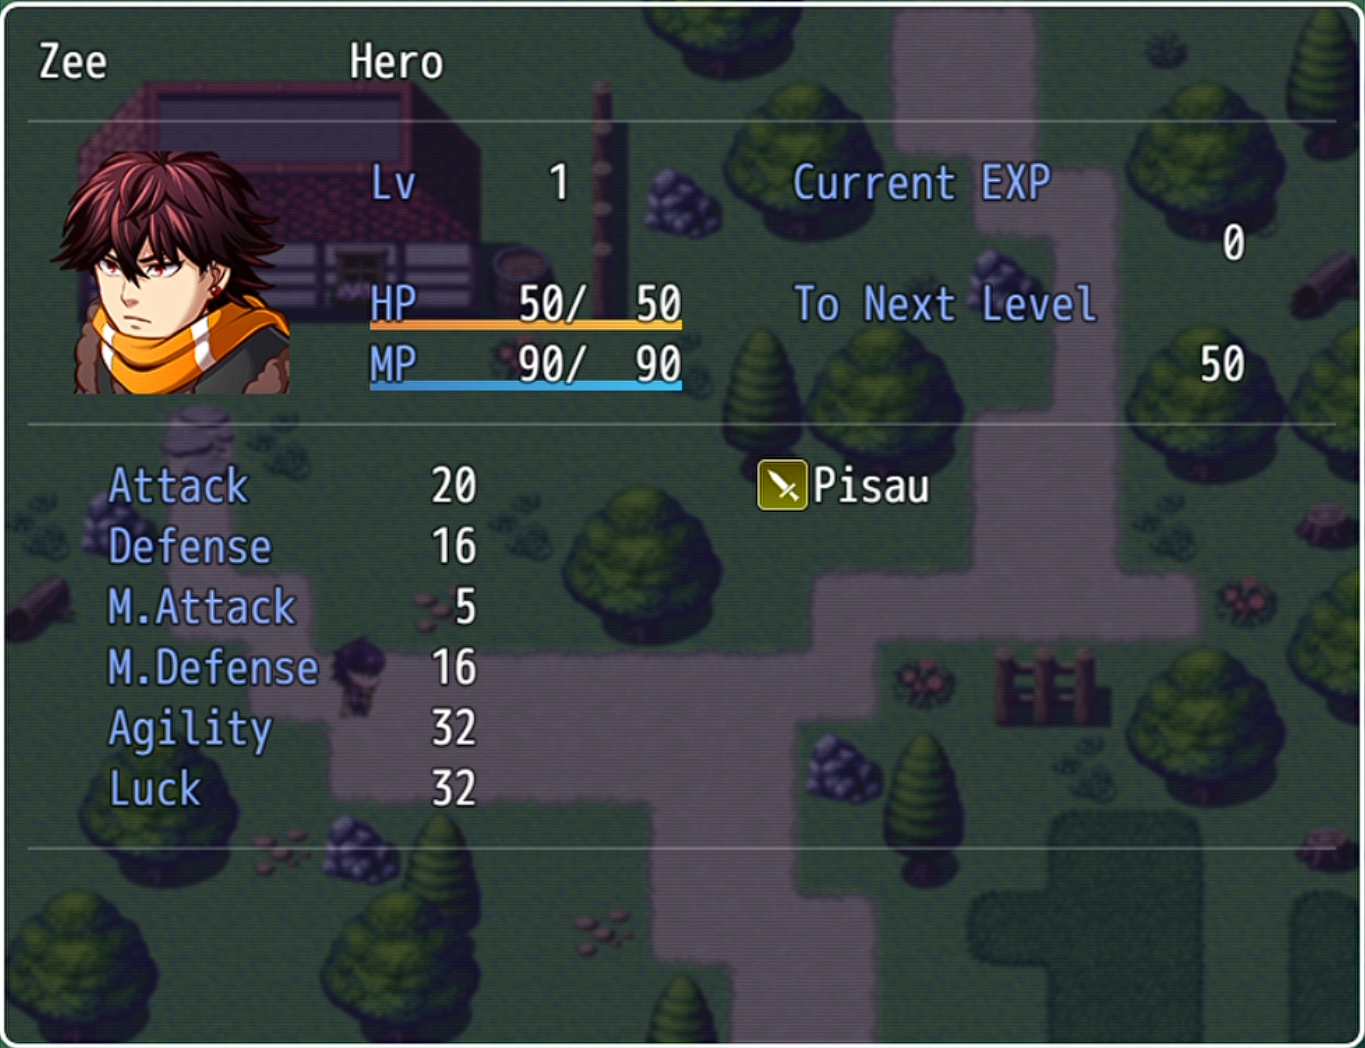 Zee Hero
Lv 1 Current EXP
0
HP 50/ 50 To Next Level
MP 90/ 90 50
Attack 20 Pisau
Defense 16
M.Attack 5
M.Defense 16
Agility 32
Luck 32